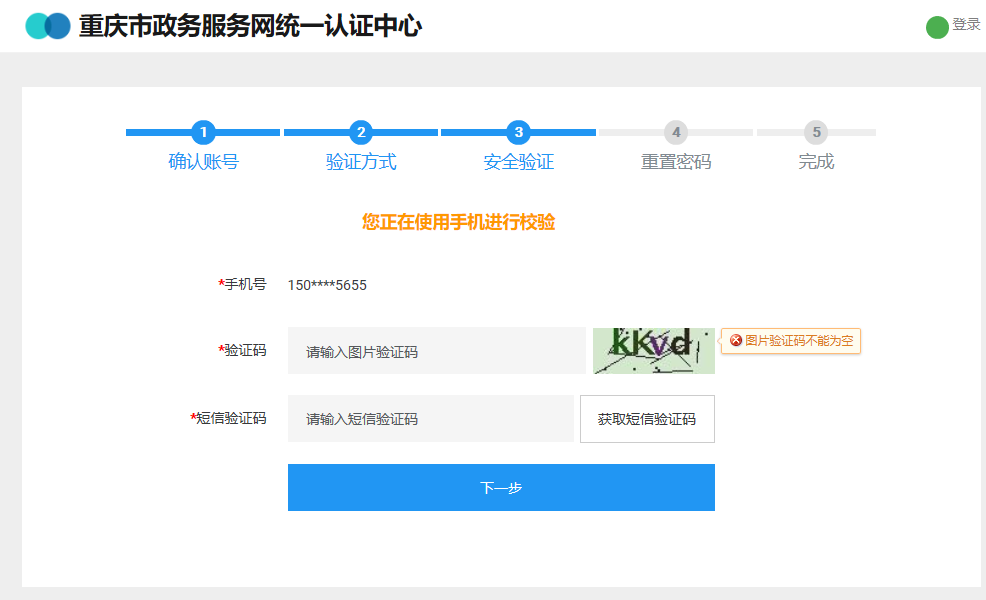 重庆市政务服务网统一认证中心
登录
1 2 3 4 5
确认账号 验证方式 安全验证 重置密码 完成
您正在使用手机进行校验
*手机号 150****5655
*验证码 请输入图片验证码 kKvd 图片验证码不能为空
*短信验证码 请输入短信验证码 获取短信验证码
下一步